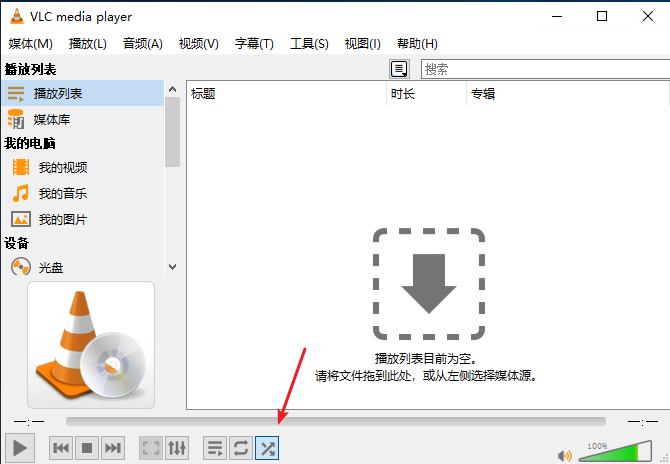 VLC media player
媒体(M) 播放(L) 音频(A) 视频(V) 字幕(T) 工具(S) 视图(I) 帮助(H)
播放列表
搜索
播放列表
标题 时长 专辑
媒体库
我的电脑
我的视频
我的音乐
我的图片
设备
光盘
播放列表目前为空。
请将文件拖到此处，或从左侧选择媒体源。
--:-- --:--
100%